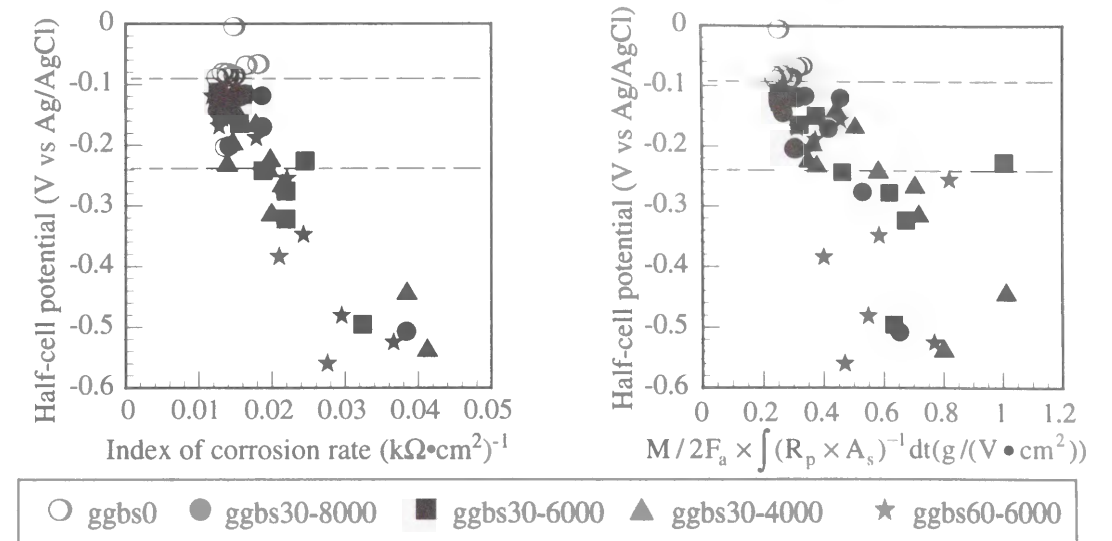 Half-cell potential (V vs Ag/AgCl)
0
-0.1
-0.2
-0.3
-0.4
-0.5
-0.6
0 0.01 0.02 0.03 0.04 0.05
Index of corrosion rate (kΩ•cm²)⁻¹
Half-cell potential (V vs Ag/AgCl)
0
-0.1
-0.2
-0.3
-0.4
-0.5
-0.6
0 0.2 0.4 0.6 0.8 1 1.2
M / 2Fₐ × ∫ (Rₚ × Aₛ)⁻¹ dt(g /(V • cm²))
ggbs0 ggbs30-8000 ggbs30-6000 ggbs30-4000 ggbs60-6000